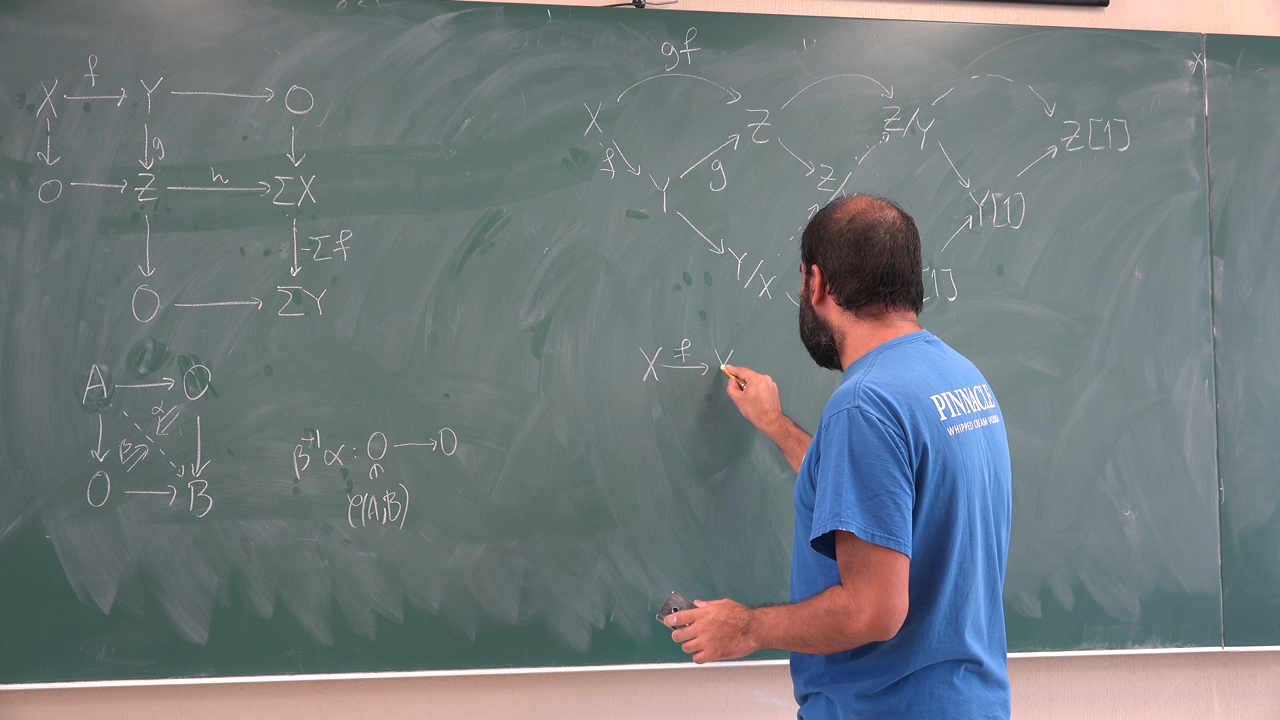 f
X → Y → 0
g
0 → Z → ΣX
h
-Σf
0 → ΣY
A → 0
α
β
0 → B
β⁻¹α : 0 → 0
φ(A,B)
gf
X Z Z/Y Z[1]
f g Z
Y Y[1]
Y/X [1]
X → Y
f
PINNACLE
WHIPPED CREAM VODKA